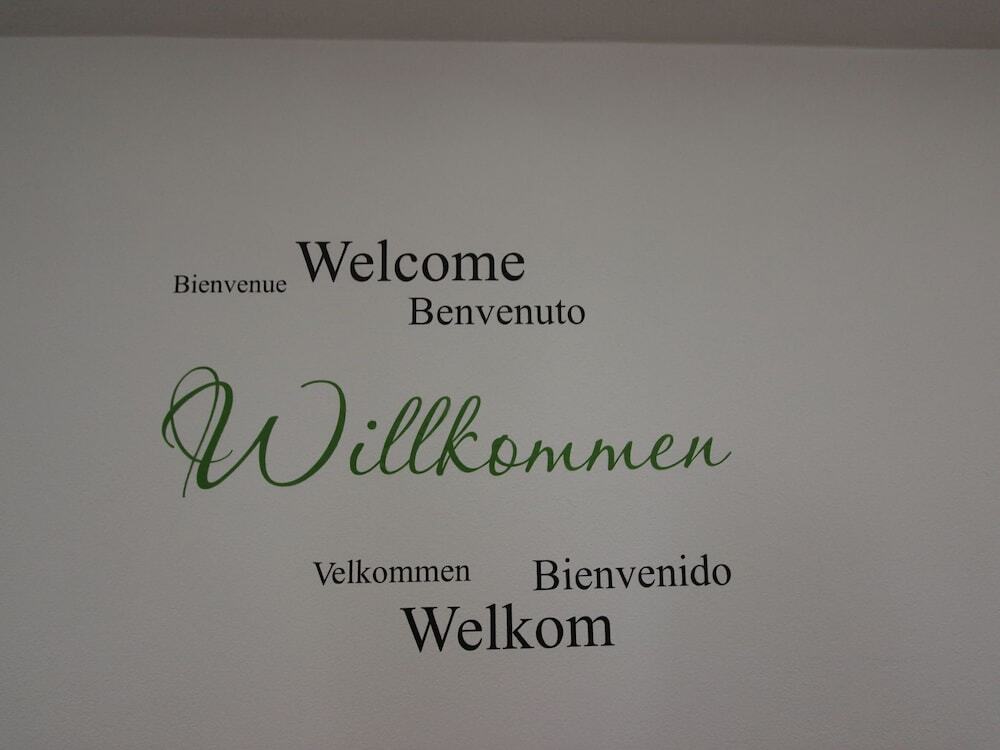 Bienvenue Welcome
Benvenuto
Willkommen
Velkommen Bienvenido
Welkom